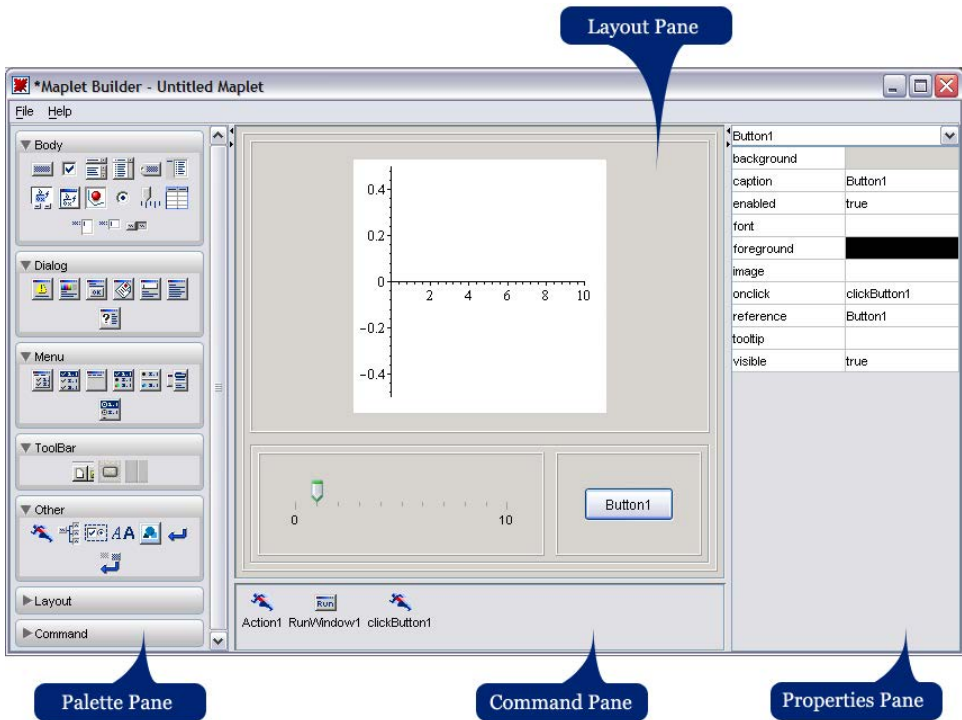 Layout Pane
*Maplet Builder - Untitled Maplet
File Help
Body
Dialog
OK
?
Menu
ToolBar
Other
AA
Layout
Command
0.4
0.2
0
-0.2
-0.4
2 4 6 8 10
0 10
Button1
Run
Action1 RunWindow1 clickButton1
Button1
background
caption Button1
enabled true
font
foreground
image
onclick clickButton1
reference Button1
tooltip
visible true
Palette Pane
Command Pane
Properties Pane